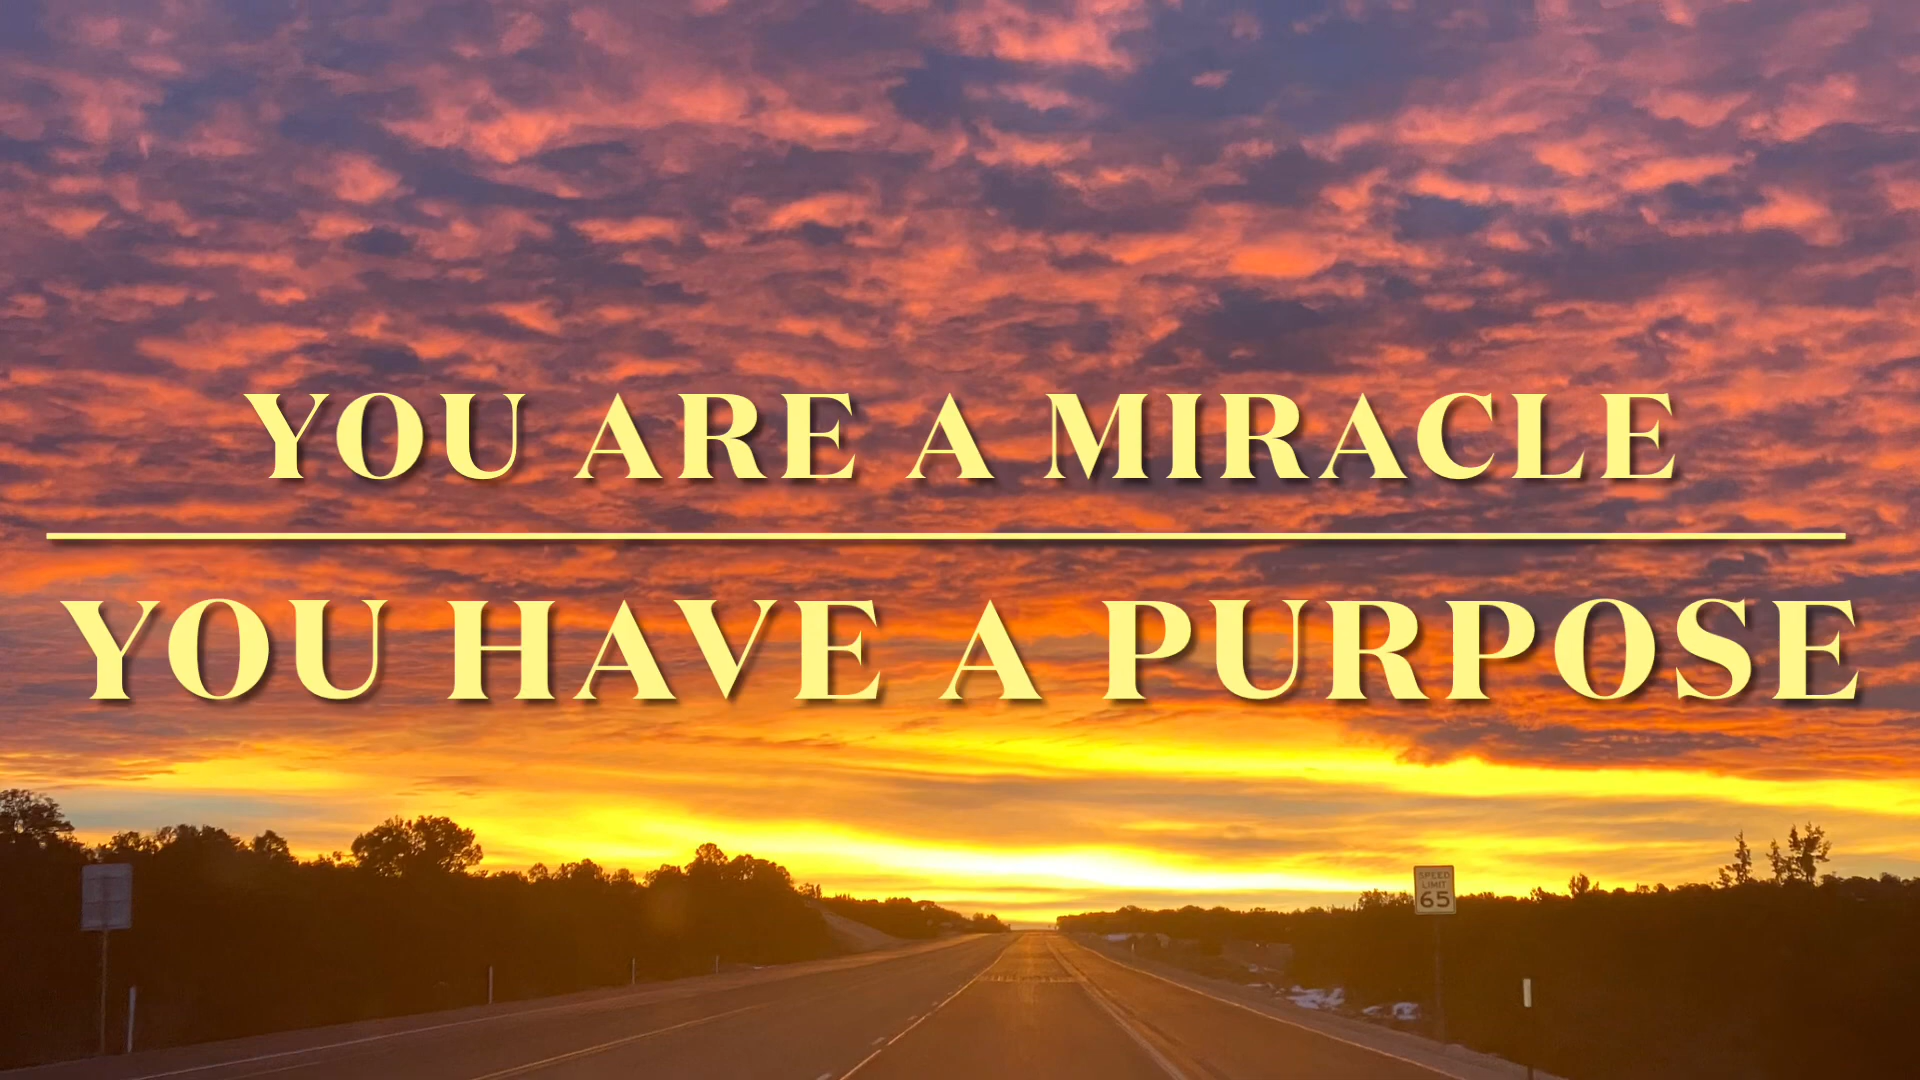 YOU ARE A MIRACLE
YOU HAVE A PURPOSE
SPEED
LIMIT
65